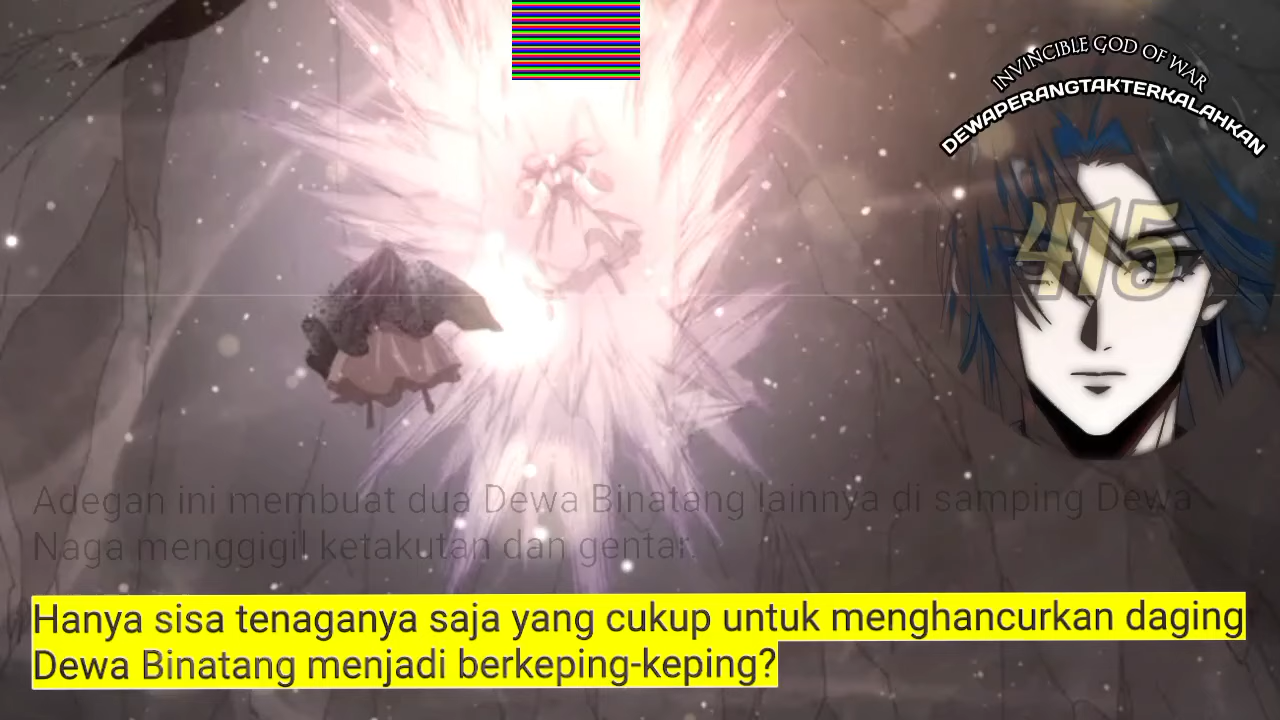 INVINCIBLE GOD OF WAR
DEWAPERANGTAKTERKALAHKAN
415
Adegan ini membuat dua Dewa Binatang lainnya di samping Dewa
Naga menggigil ketakutan dan gentar.
Hanya sisa tenaganya saja yang cukup untuk menghancurkan daging
Dewa Binatang menjadi berkeping-keping?